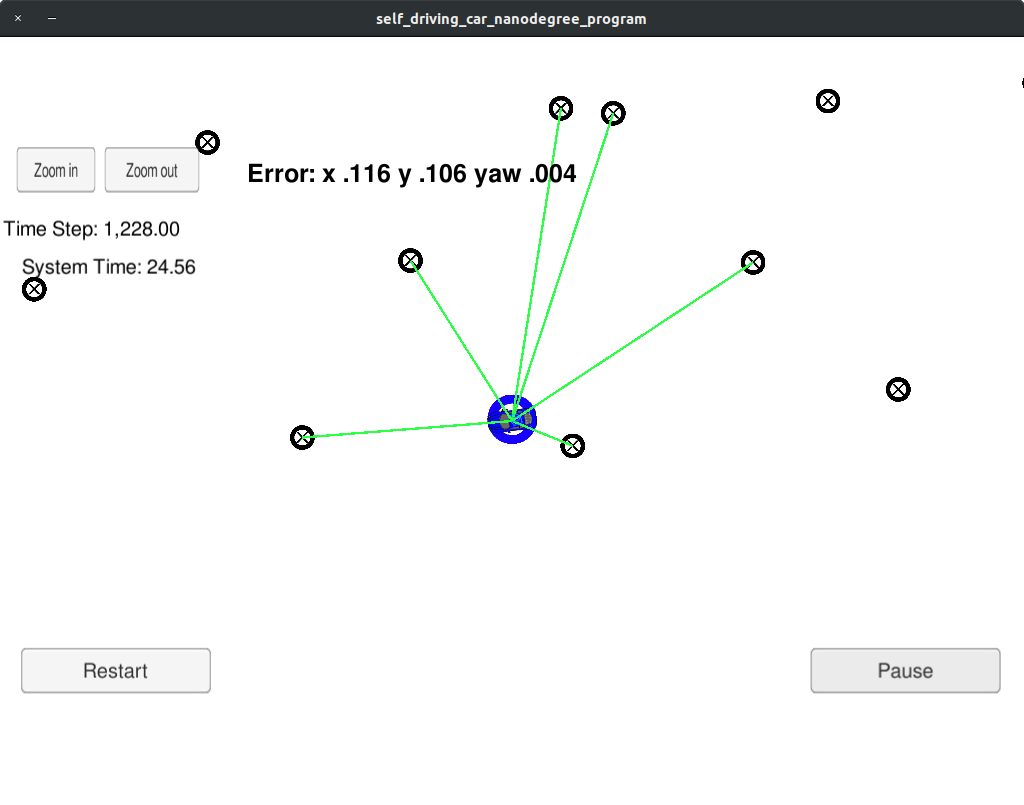 self_driving_car_nanodegree_program
Zoom in
Zoom out
Error: x .116 y .106 yaw .004
Time Step: 1,228.00
System Time: 24.56
Restart
Pause